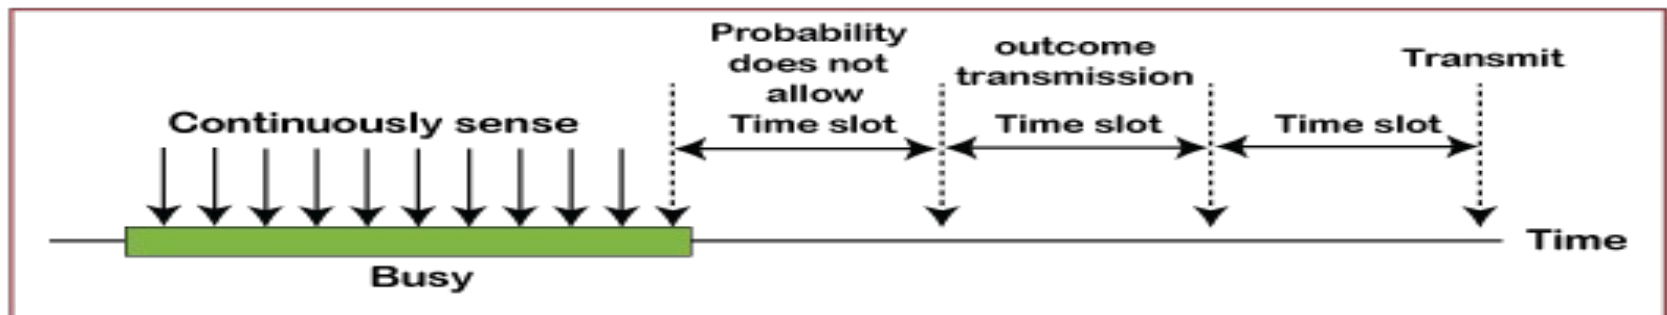 Probability
does not
allow
Time slot
outcome
transmission
Time slot
Transmit
Time slot
Continuously sense
Busy
Time